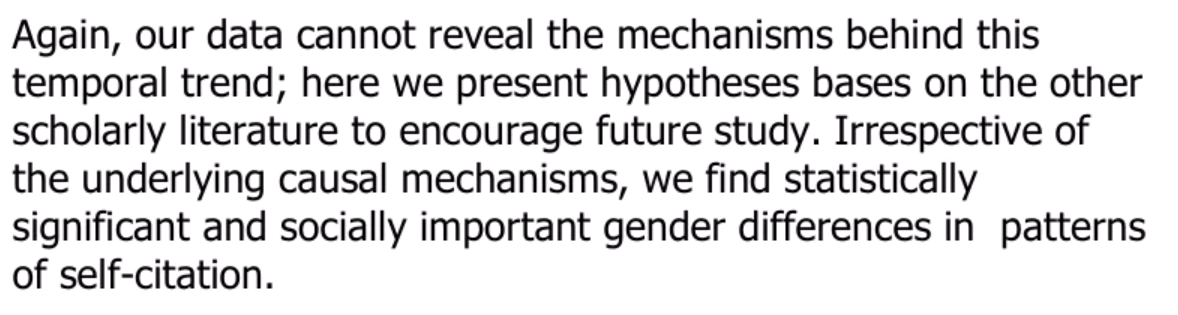 Again, our data cannot reveal the mechanisms behind this
temporal trend; here we present hypotheses bases on the other
scholarly literature to encourage future study. Irrespective of
the underlying causal mechanisms, we find statistically
significant and socially important gender differences in  patterns
of self-citation.